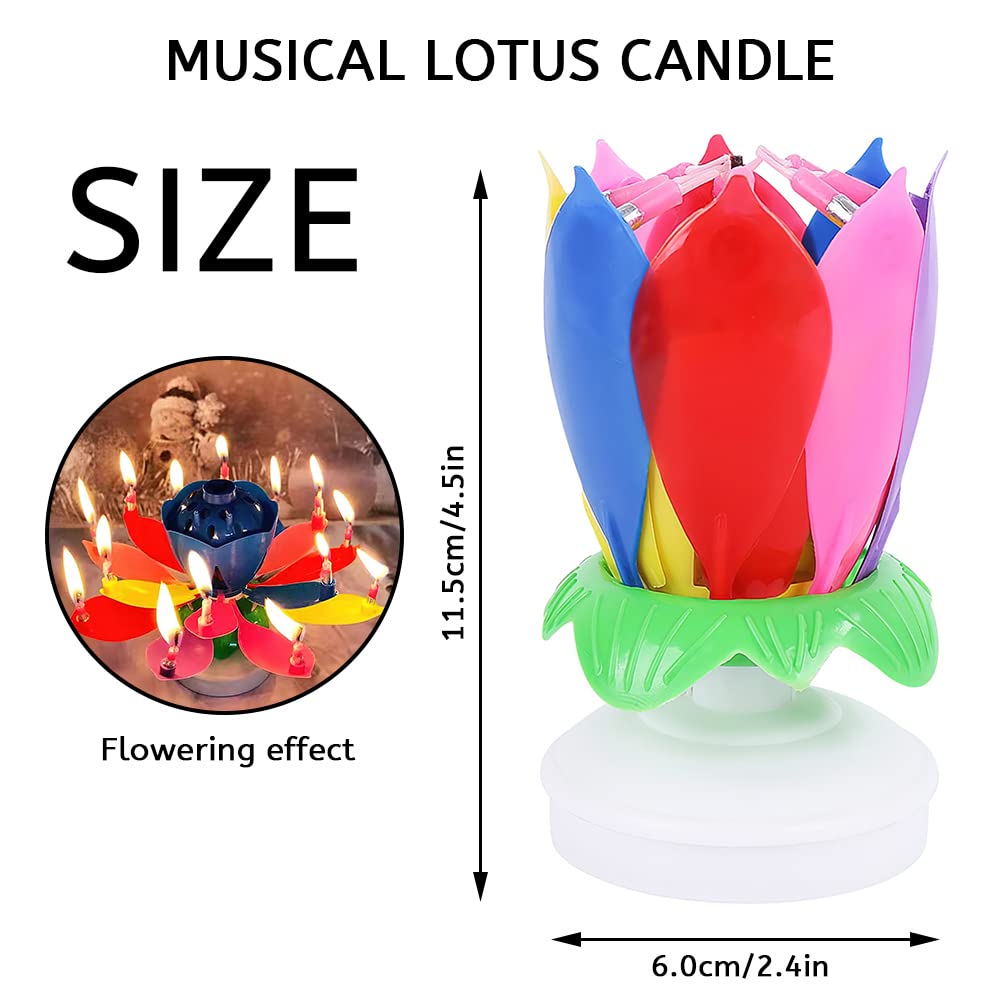 MUSICAL LOTUS CANDLE
SIZE
11.5cm/4.5in
Flowering effect
6.0cm/2.4in